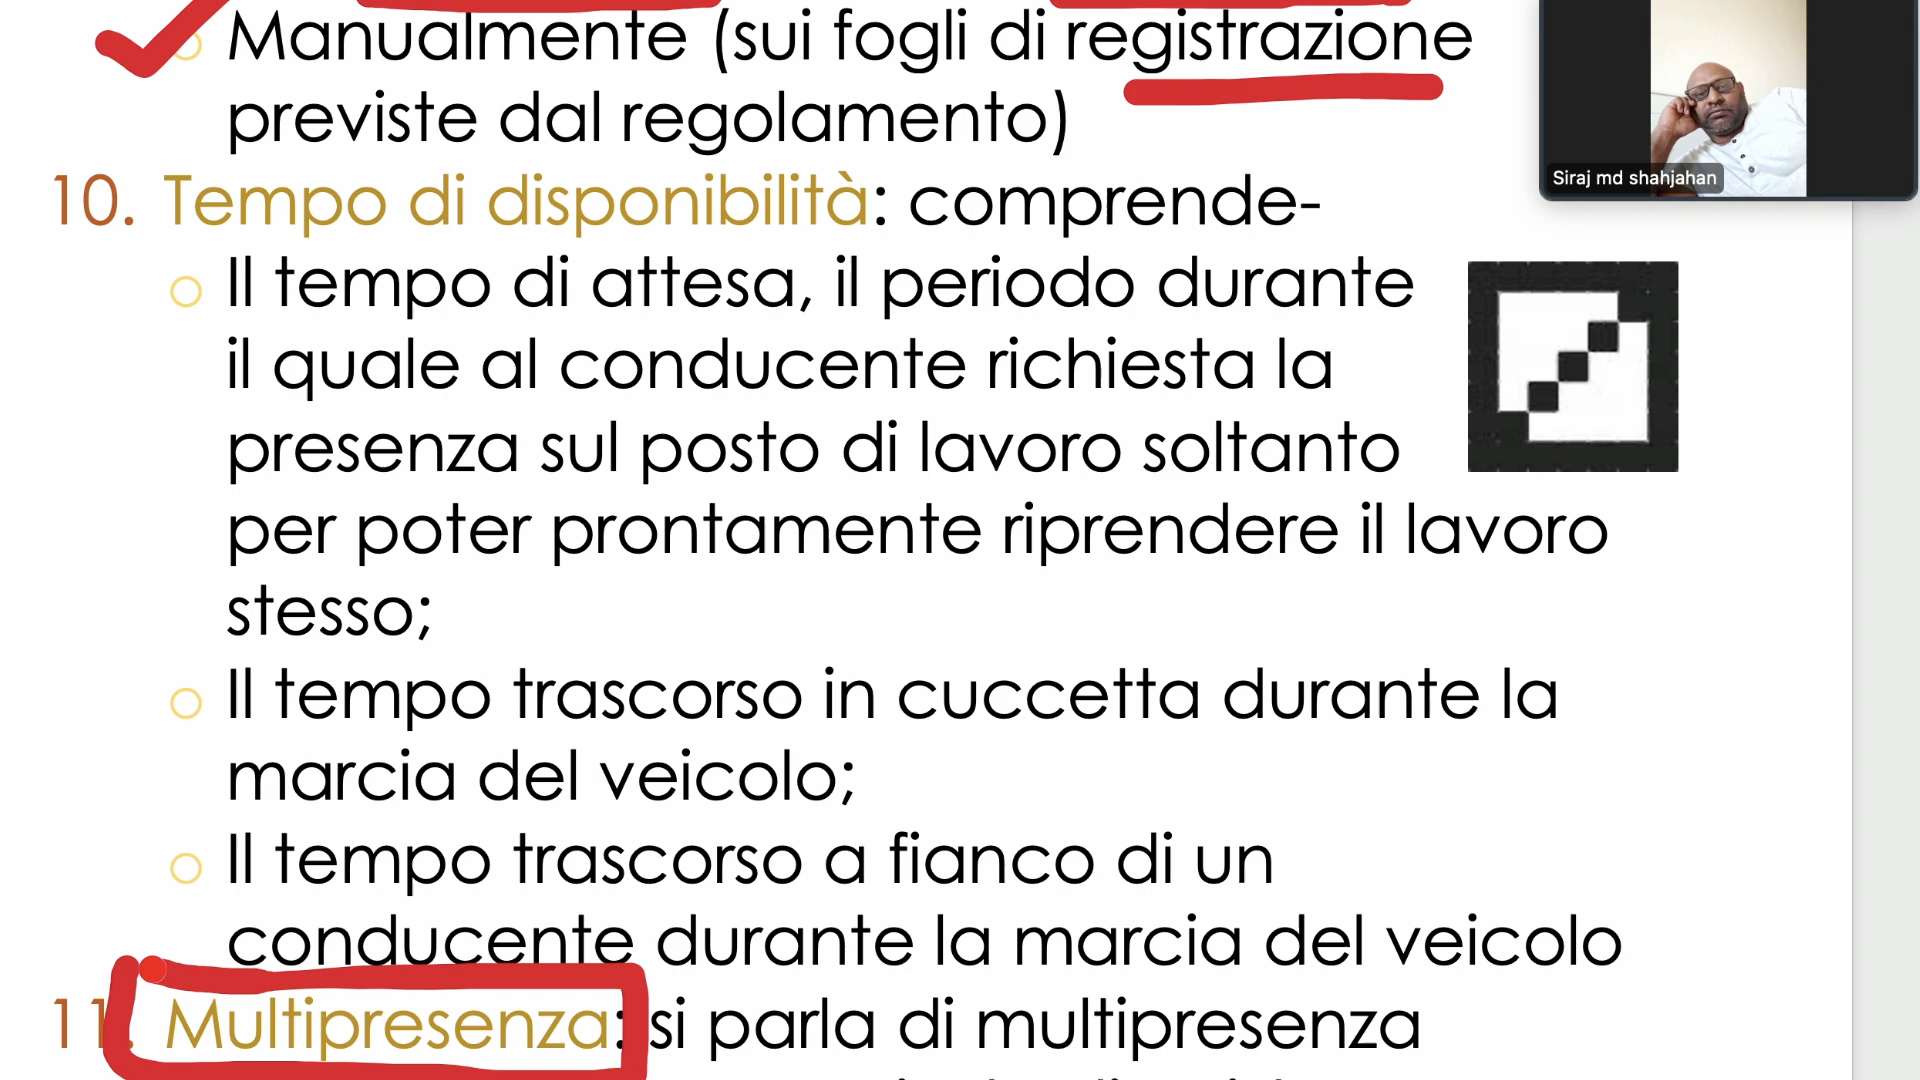 Manualmente (sui fogli di registrazione
previste dal regolamento)
10. Tempo di disponibilità: comprende-
Il tempo di attesa, il periodo durante
il quale al conducente richiesta la
presenza sul posto di lavoro soltanto
per poter prontamente riprendere il lavoro
stesso;
Il tempo trascorso in cuccetta durante la
marcia del veicolo;
Il tempo trascorso a fianco di un
conducente durante la marcia del veicolo
11. Multipresenza: si parla di multipresenza
Siraj md shahjahan